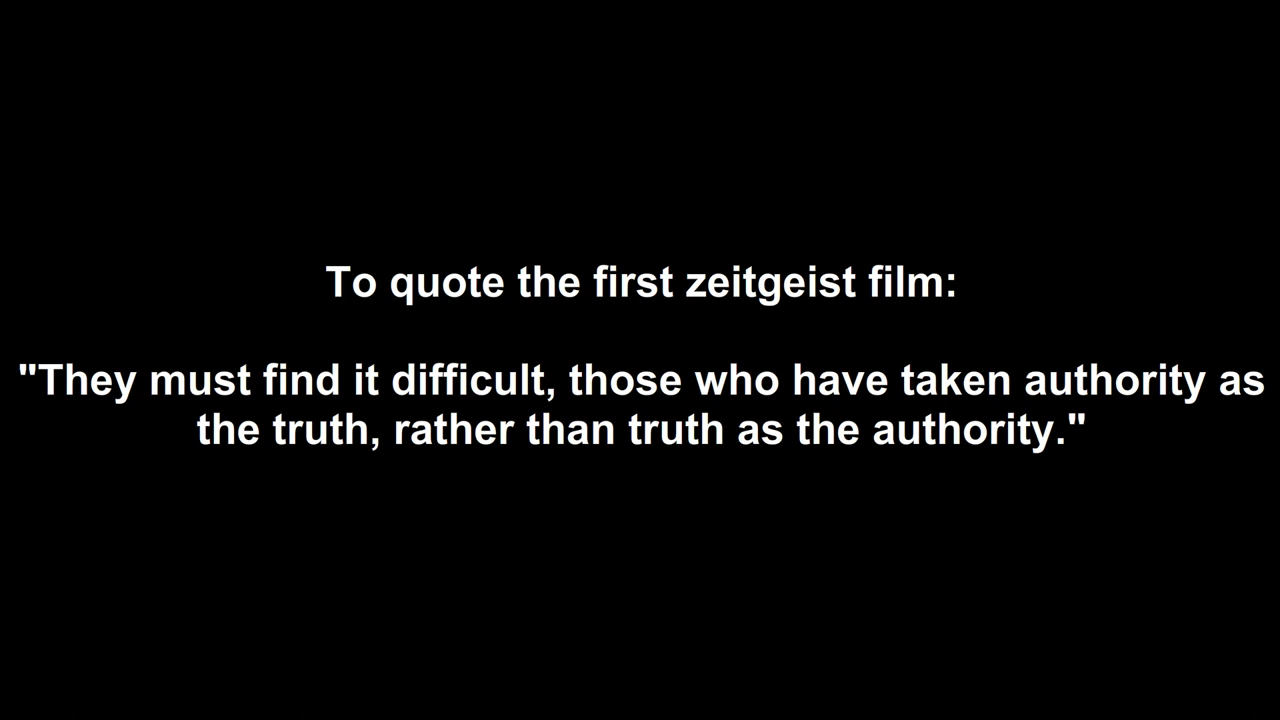 To quote the first zeitgeist film:
"They must find it difficult, those who have taken authority as
the truth, rather than truth as the authority."